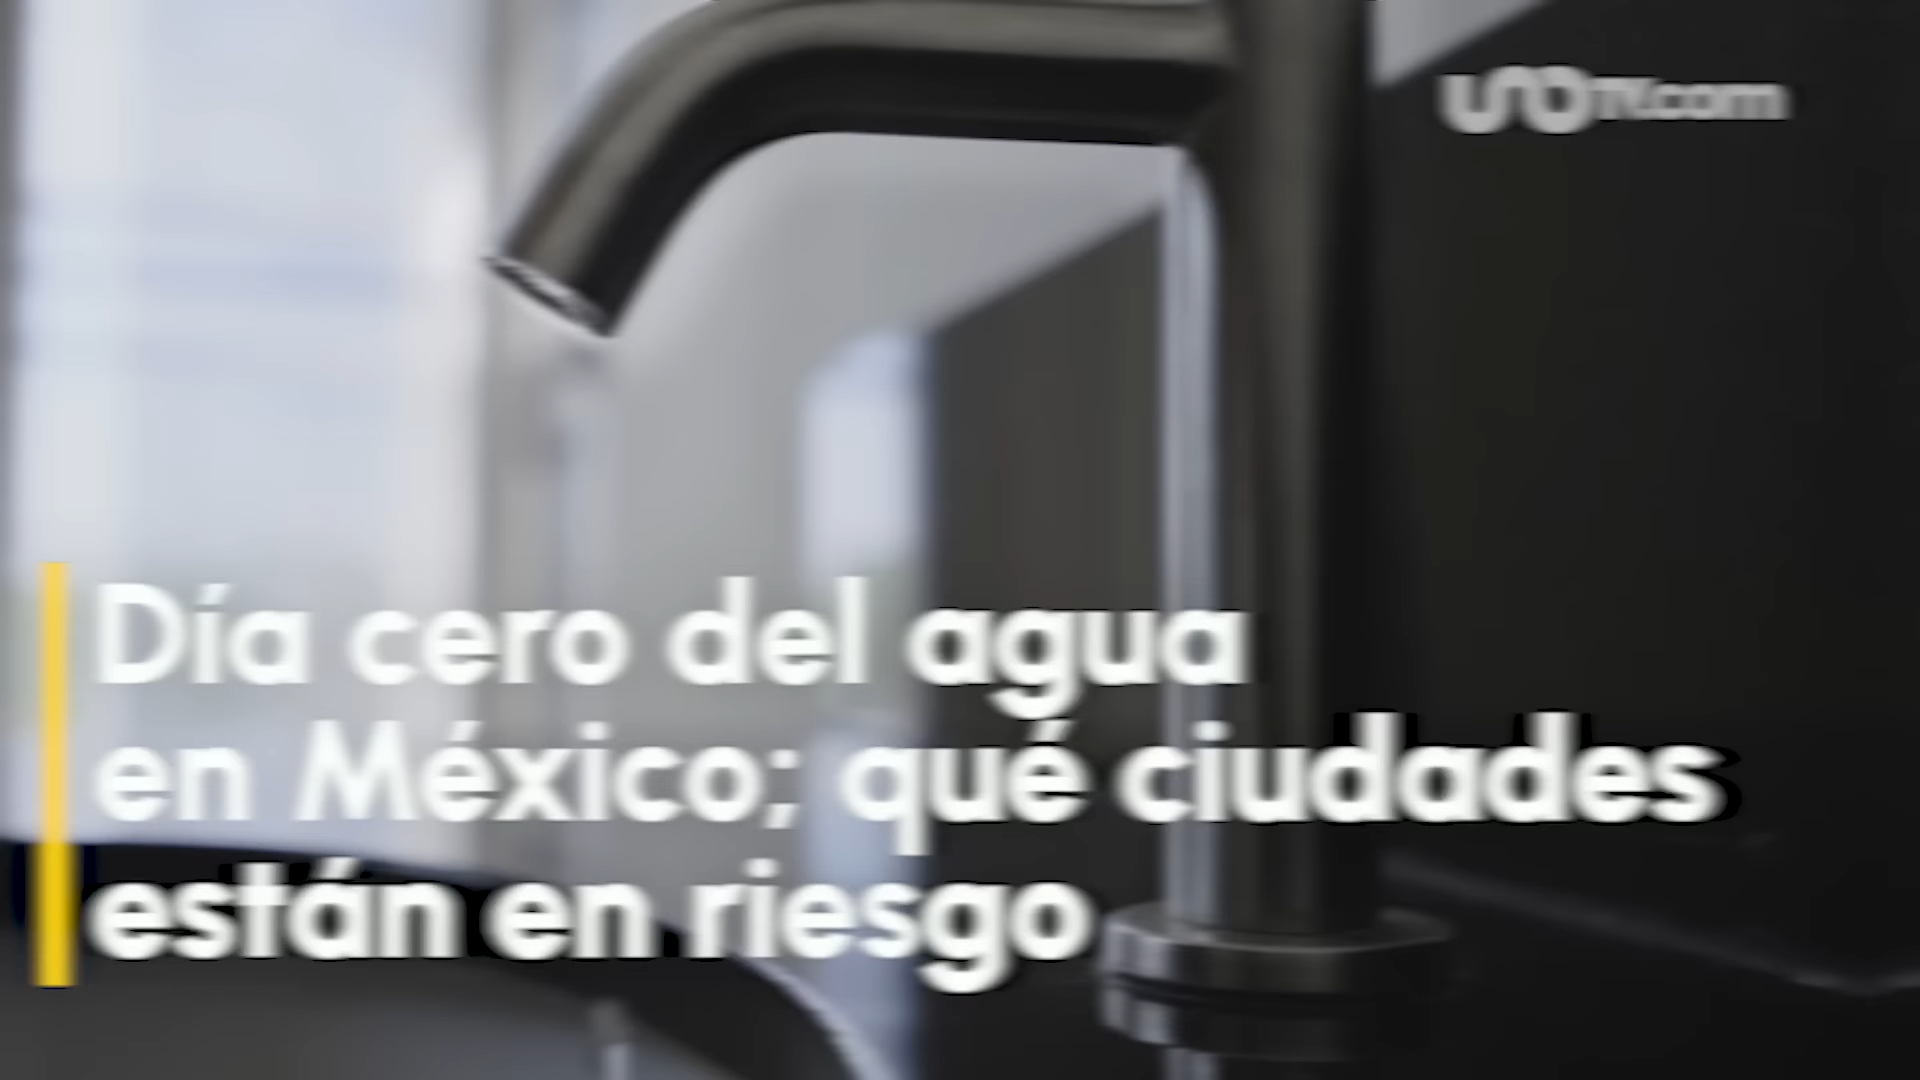 unoTV.com
Día cero del agua
en México; qué ciudades
están en riesgo